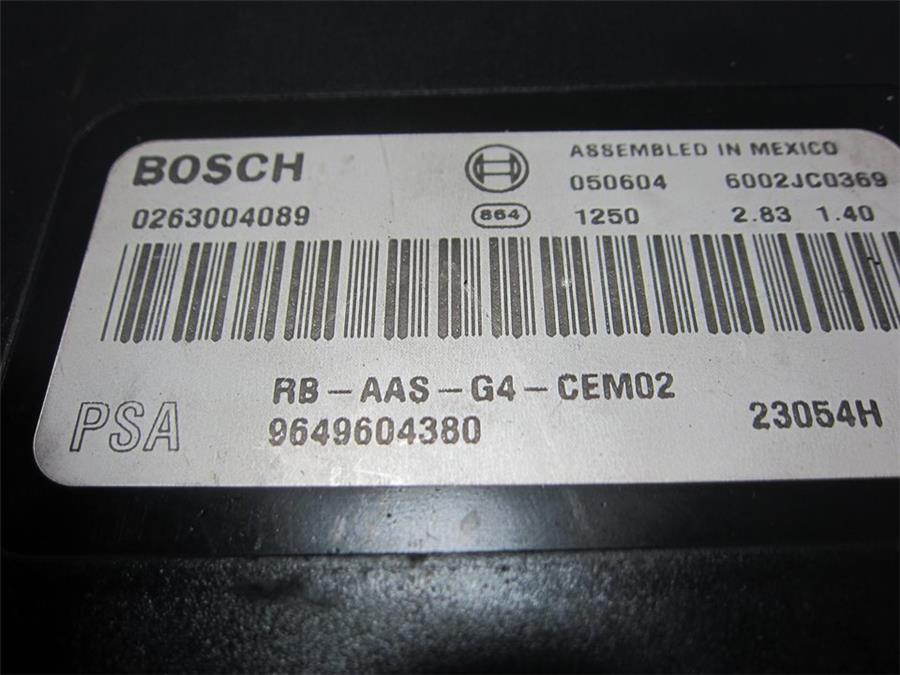 BOSCH ASSEMBLED IN MEXICO
050604 6002JC0369
0263004089 864 1250 2.83 1.40
RB-AAS-G4-CEM02
PSA 9649604380 23054H